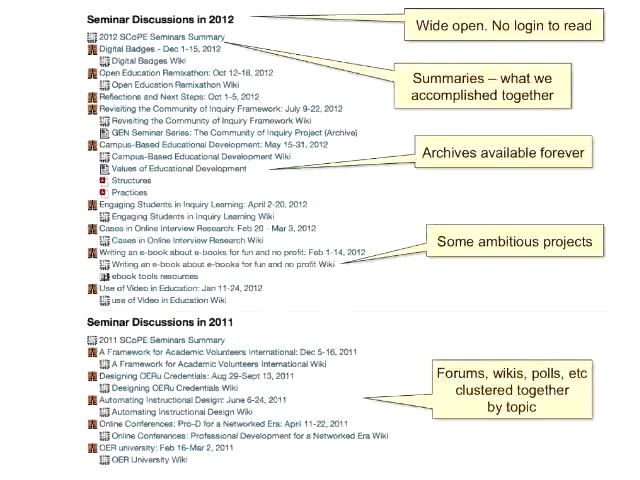 Seminar Discussions in 2012
Wide open. No login to read
2012 SCoPE Seminars Summary
Digital Badges - Dec 1-15, 2012
Digital Badges Wiki
Open Education Remixathon: Oct 12-18, 2012
Open Education Remixathon Wiki
Summaries – what we
accomplished together
Reflections and Next Steps: Oct 1-5, 2012
Revisiting the Community of Inquiry Framework: July 9-22, 2012
Revisiting the Community of Inquiry Framework Wiki
GEN Seminar Series: The Community of Inquiry Project (Archive)
Campus-Based Educational Development: May 15-31, 2012
Campus-Based Educational Development Wiki
Archives available forever
Values of Educational Development
Structures
Practices
Engaging Students in Inquiry Learning: April 2-20, 2012
Engaging Students in Inquiry Learning Wiki
Cases in Online Interview Research: Feb 20 - Mar 3, 2012
Cases in Online Interview Research Wiki
Some ambitious projects
Writing an e-book about e-books for fun and no profit: Feb 1-14, 2012
Writing an e-book about e-books for fun and no profit Wiki
ebook tools resources
Use of Video in Education: Jan 11-24, 2012
use of Video in Education Wiki
Seminar Discussions in 2011
2011 SCoPE Seminars Summary
A Framework for Academic Volunteers International: Dec 5-16, 2011
A Framework for Academic Volunteers International Wiki
Designing OERu Credentials: Aug 29-Sept 13, 2011
Designing OERu Credentials Wiki
Forums, wikis, polls, etc
clustered together
by topic
Automating Instructional Design: June 6-24, 2011
Automating Instructional Design Wiki
Online Conferences: Pro-D for a Networked Era: April 11-22, 2011
Online Conferences: Professional Development for a Networked Era Wiki
OER university: Feb 16-Mar 2, 2011
OER University Wiki